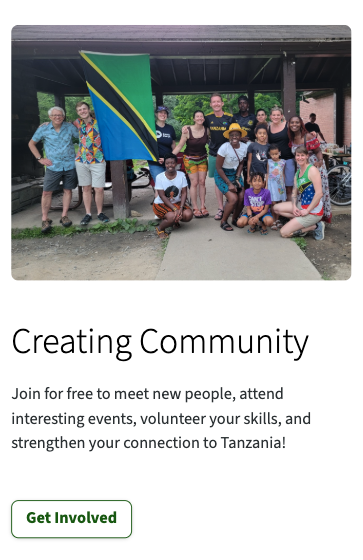 Creating Community
Join for free to meet new people, attend
interesting events, volunteer your skills, and
strengthen your connection to Tanzania!
Get Involved